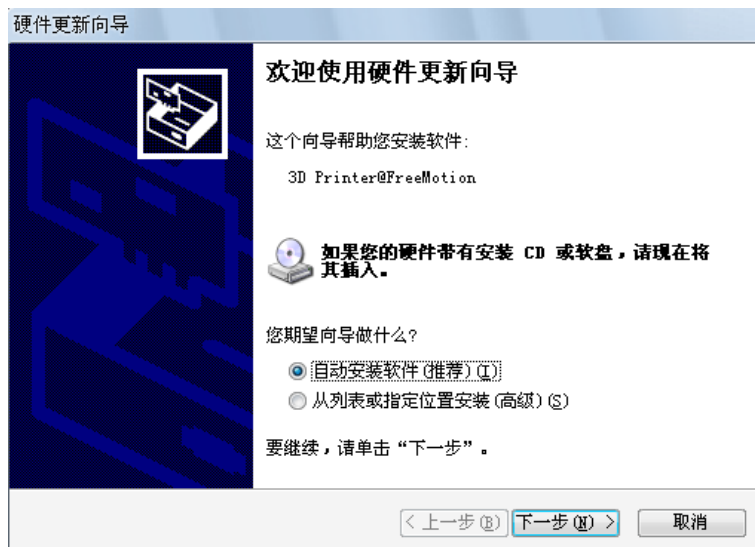 硬件更新向导
欢迎使用硬件更新向导
这个向导帮助您安装软件:
3D Printer@FreeMotion
如果您的硬件带有安装 CD 或软盘，请现在将
其插入。
您期望向导做什么?
自动安装软件(推荐)(I)
从列表或指定位置安装(高级)(S)
要继续，请单击“下一步”。
< 上一步(B)
下一步(N) >
取消